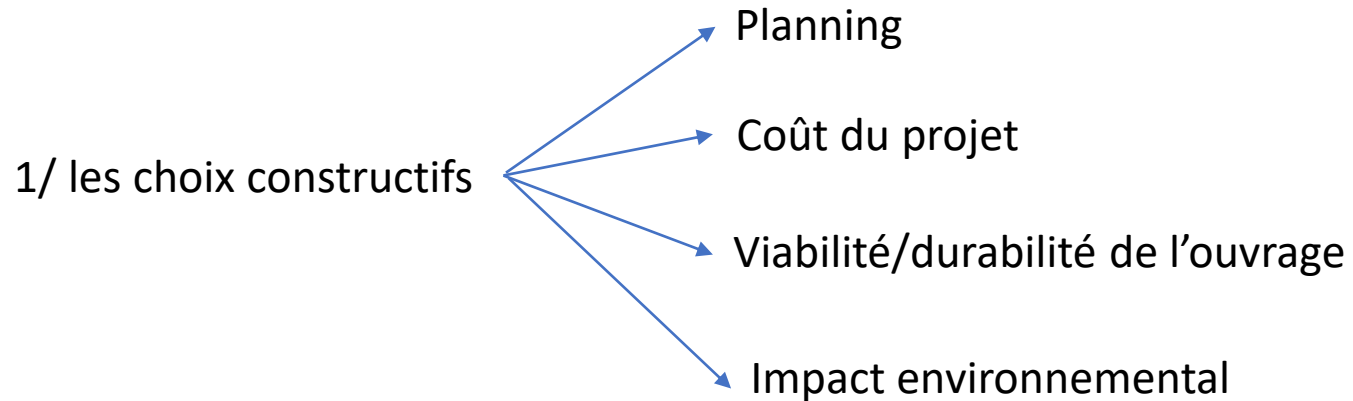 Planning
Coût du projet
1/ les choix constructifs
Viabilité/durabilité de l’ouvrage
Impact environnemental